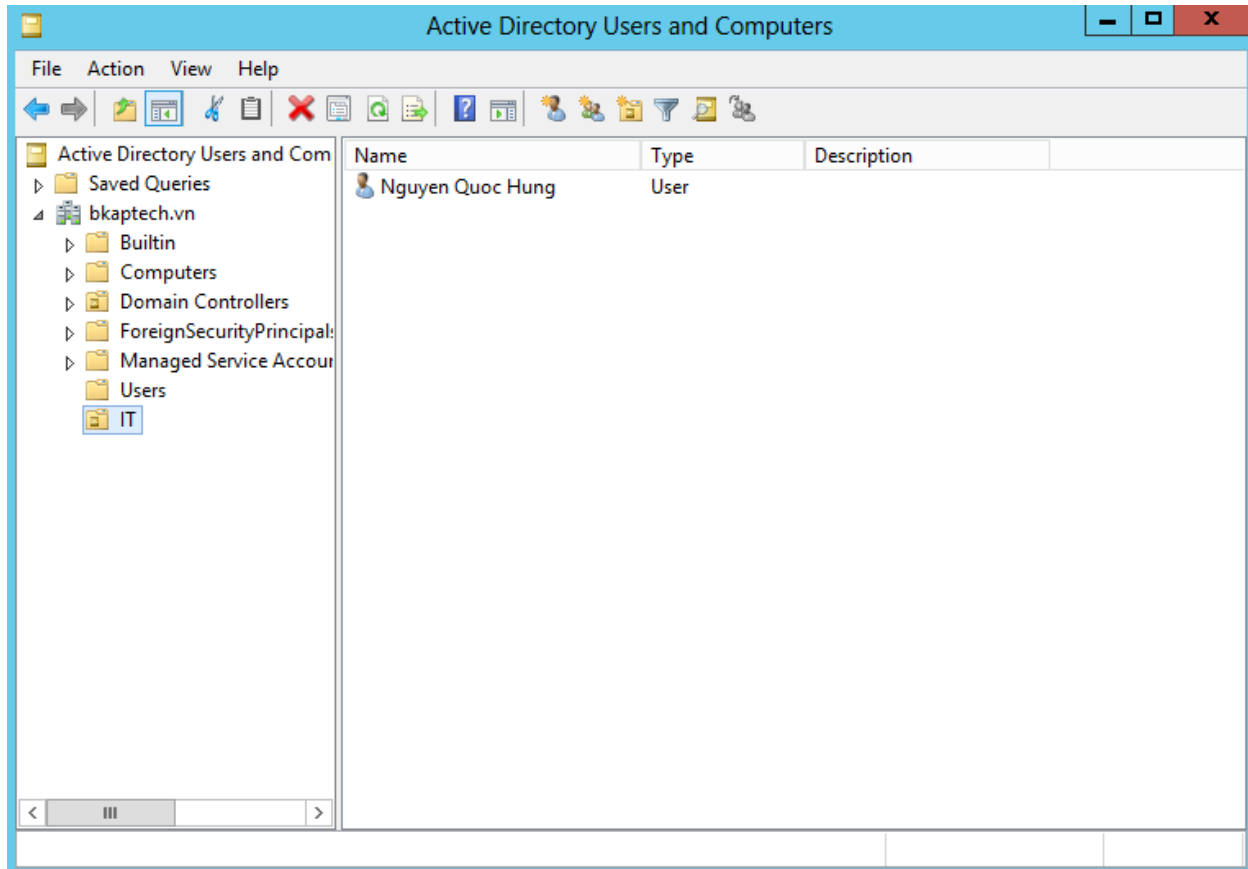 Active Directory Users and Computers
File Action View Help
Active Directory Users and Com
Name Type Description
Saved Queries
Nguyen Quoc Hung User
bkaptech.vn
Builtin
Computers
Domain Controllers
ForeignSecurityPrincipals
Managed Service Accour
Users
IT